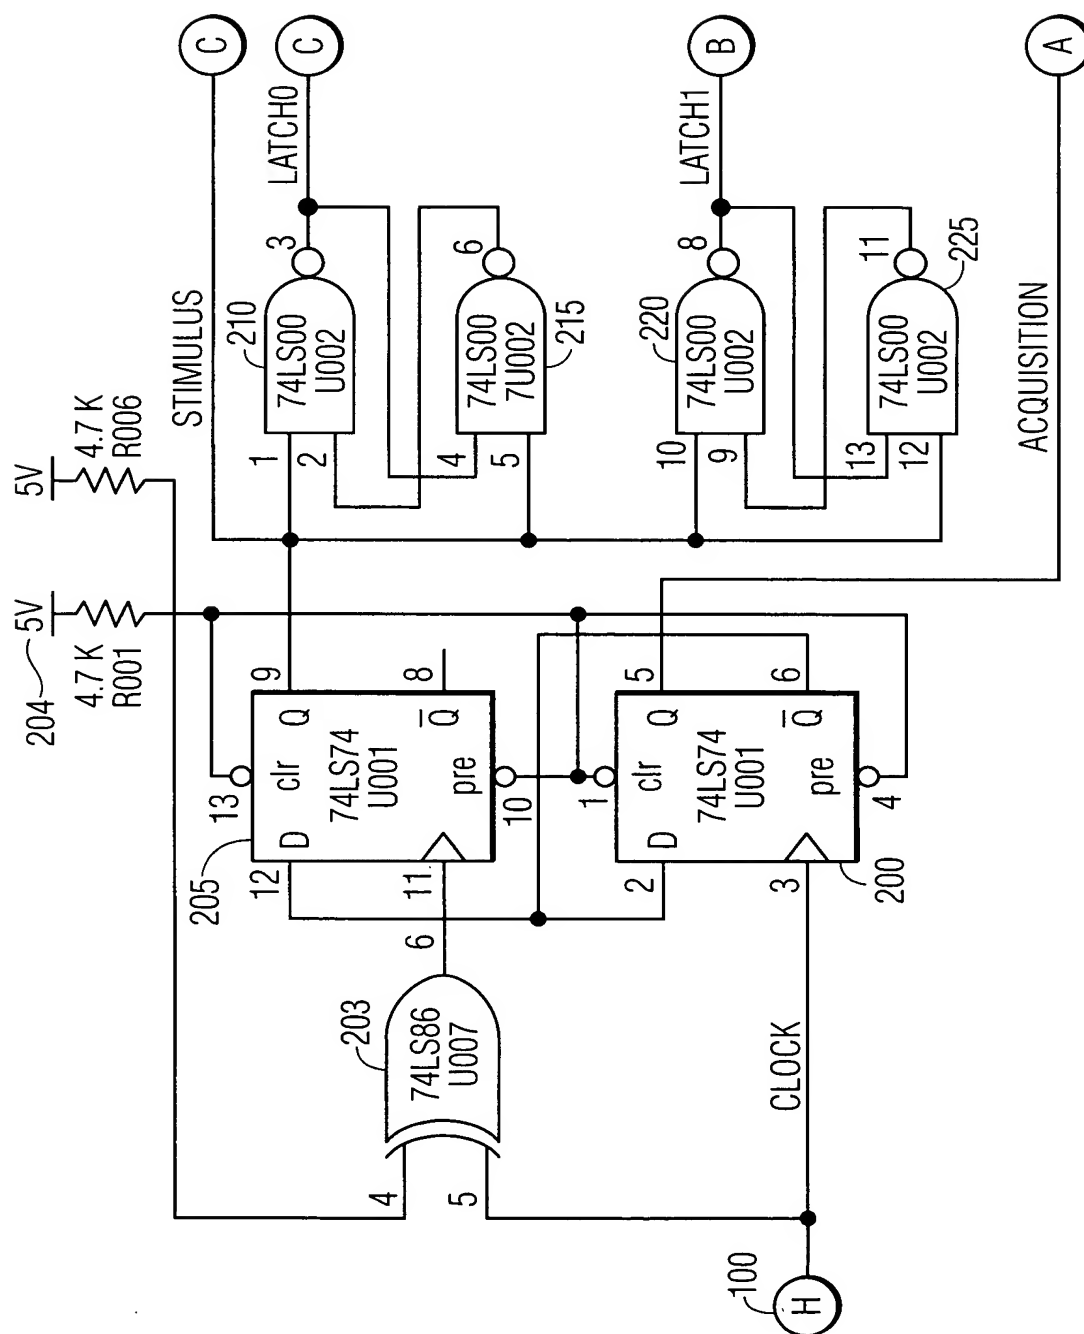 C
C
B
A
STIMULUS
LATCH0
LATCH1
ACQUISITION
210
3
74LS00
U002
1
2
6
74LS00
7U002
215
4
5
220
8
74LS00
U002
10
9
11
225
74LS00
U002
13
12
5V
4.7 K
R006
204
5V
4.7 K
R001
205
13
clr
9
Q
8
Q
D
12
11
74LS74
U001
pre
10
1
clr
5
Q
6
Q
D
2
3
74LS74
U001
pre
4
200
203
6
74LS86
U007
4
5
CLOCK
100
H